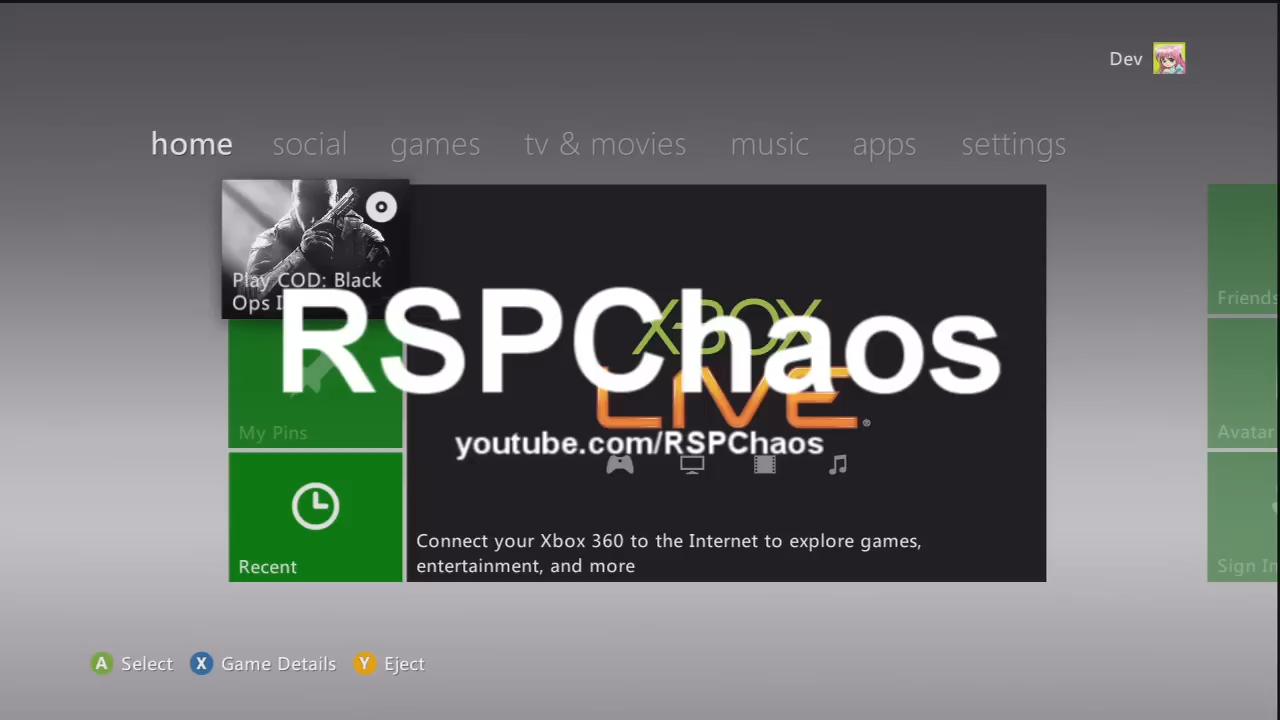 Dev
home social games tv & movies music apps settings
Play COD: Black
Ops I
RSPChaos
XBOX
LIVE
youtube.com/RSPChaos
My Pins
Recent
Connect your Xbox 360 to the Internet to explore games,
entertainment, and more
Friends
Avatar
Sign In
A Select X Game Details Y Eject